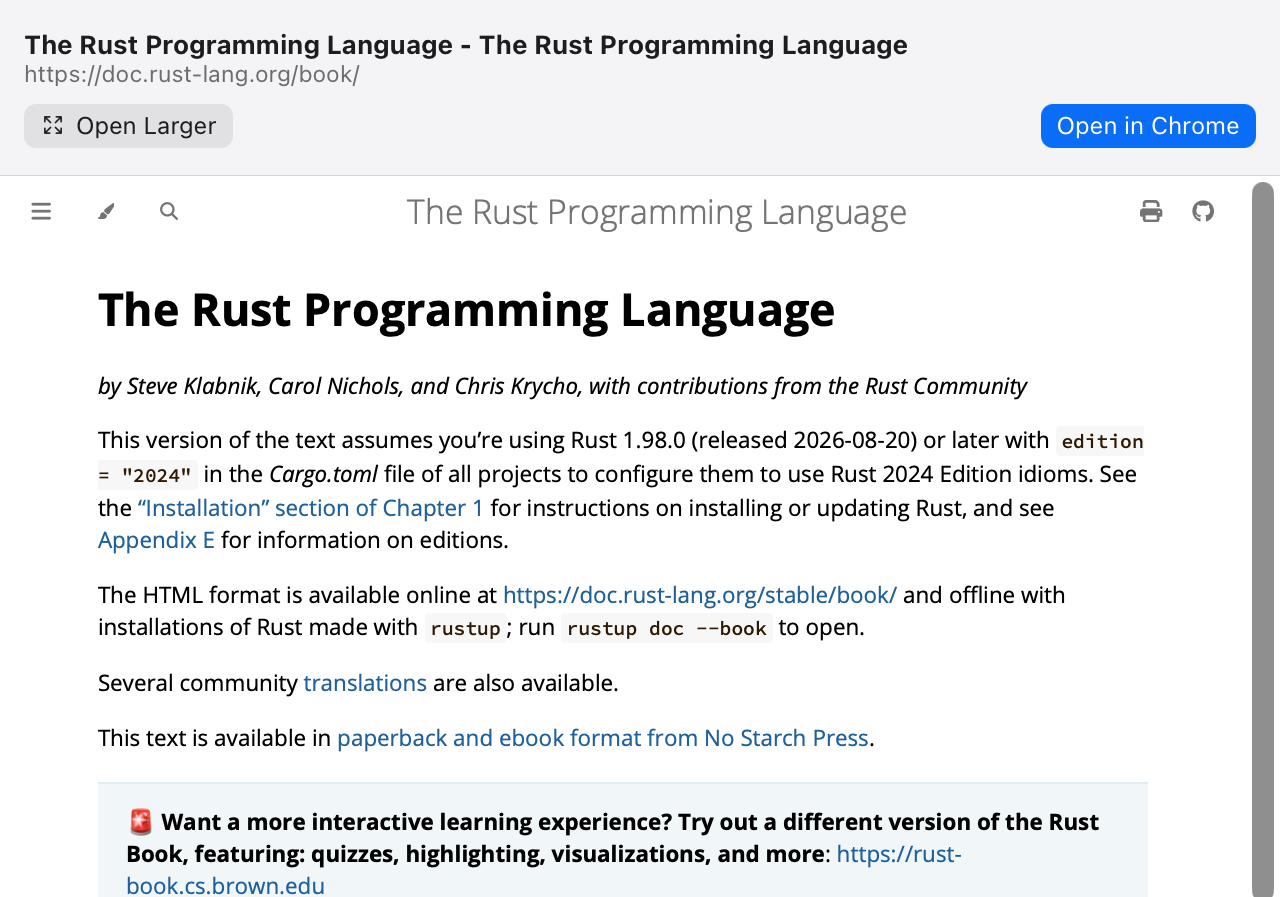 The Rust Programming Language - The Rust Programming Language
https://doc.rust-lang.org/book/
Open Larger
Open in Chrome
The Rust Programming Language
The Rust Programming Language
by Steve Klabnik, Carol Nichols, and Chris Krycho, with contributions from the Rust Community
This version of the text assumes you’re using Rust 1.98.0 (released 2026-08-20) or later with edition
= "2024" in the Cargo.toml file of all projects to configure them to use Rust 2024 Edition idioms. See
the “Installation” section of Chapter 1 for instructions on installing or updating Rust, and see
Appendix E for information on editions.
The HTML format is available online at https://doc.rust-lang.org/stable/book/ and offline with
installations of Rust made with rustup; run rustup doc --book to open.
Several community translations are also available.
This text is available in paperback and ebook format from No Starch Press.
🚨 Want a more interactive learning experience? Try out a different version of the Rust
Book, featuring: quizzes, highlighting, visualizations, and more: https://rust-
book.cs.brown.edu